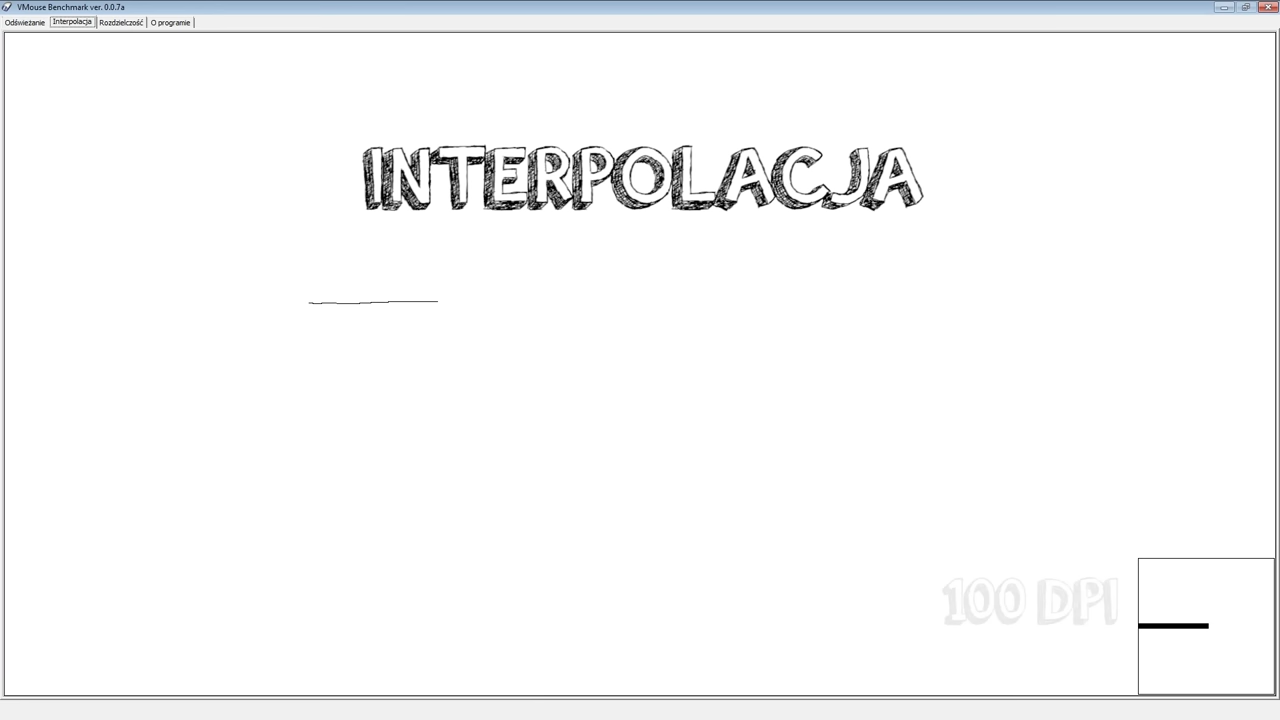 VMouse Benchmark ver. 0.0.7a
Odświeżanie Interpolacja Rozdzielczość O programie
INTERPOLACJA
100 DPI